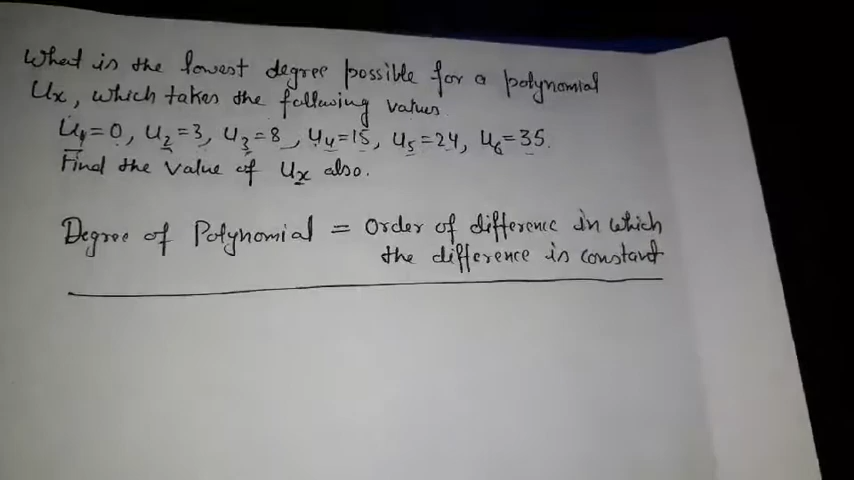 What is the lowest degree possible for a polynomial
Ux, which takes the following values
U1=0, U2=3, U3=8, U4=15, U5=24, U6=35.
Find the value of Ux also.
Degree of Polynomial = Order of difference in which
the difference is constant